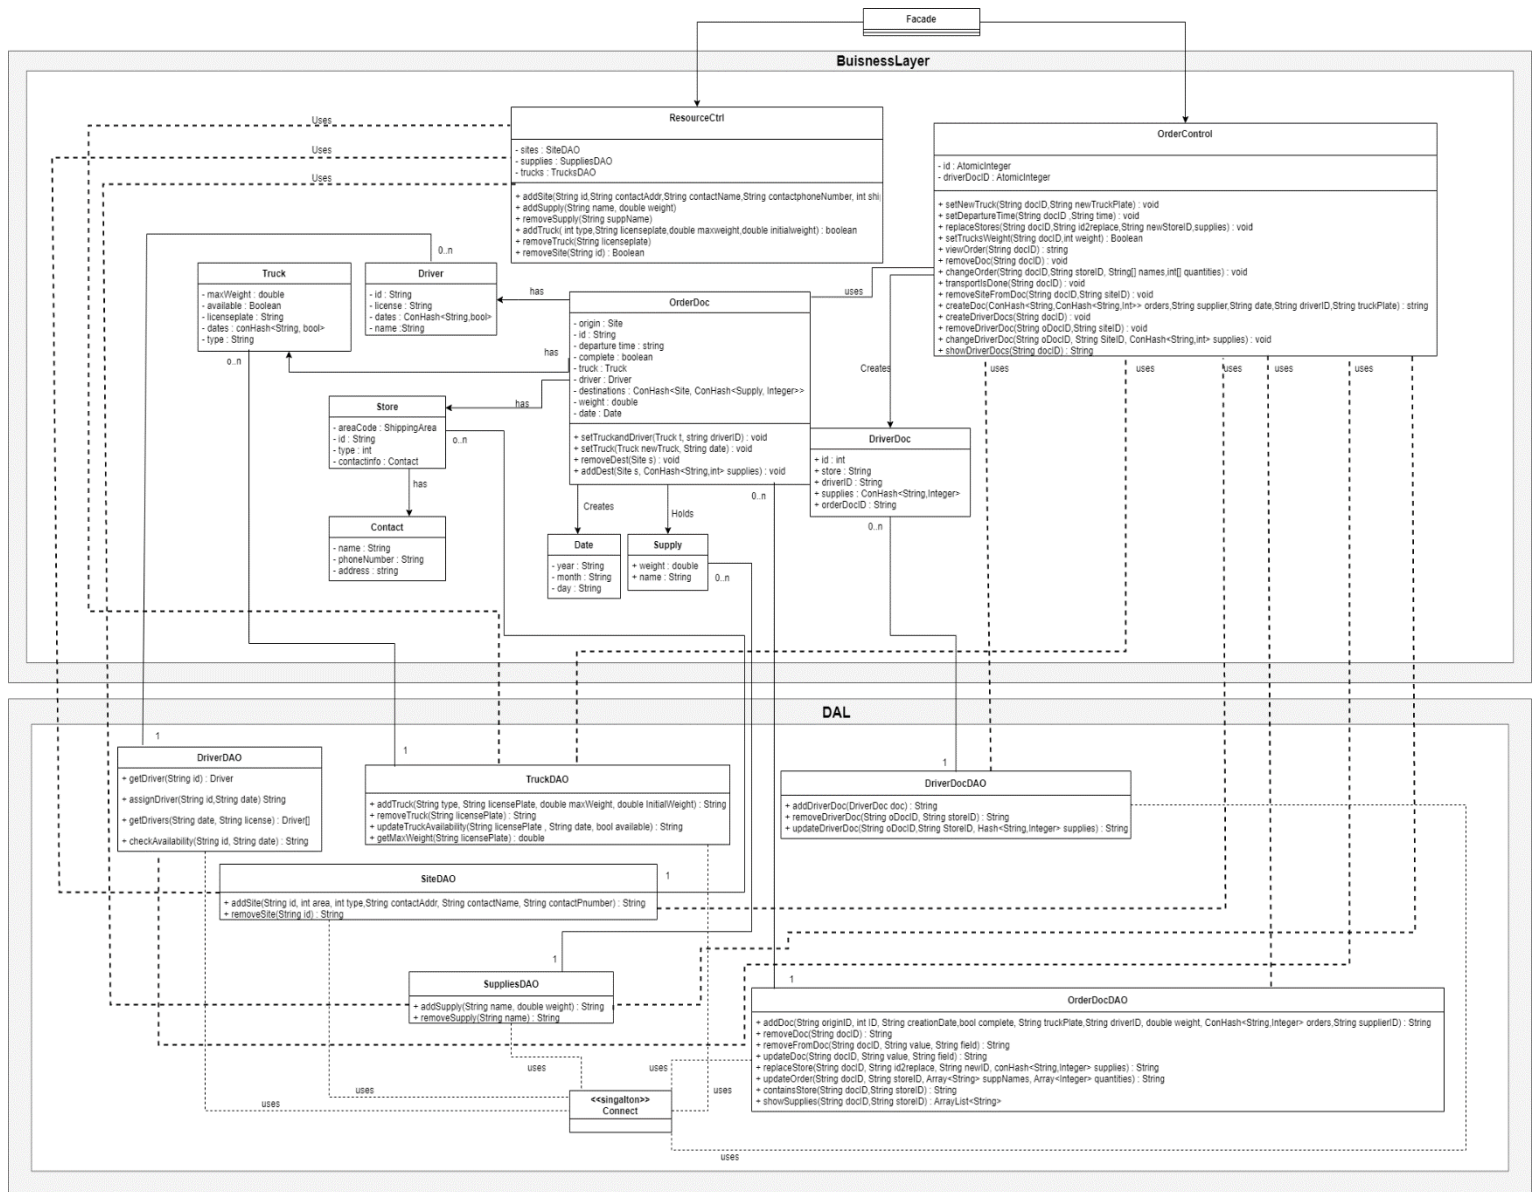 Facade
BuisnessLayer
ResourceCtrl
- sites : SiteDAO
- supplies : SuppliesDAO
- trucks : TrucksDAO
+ addSite(String id,String contactAddr,String contactName,String contactphoneNumber, int shi
+ addSupply(String name, double weight)
+ removeSupply(String suppName)
+ addTruck( int type,String licenseplate,double maxweight,double initialweight) : boolean
+ removeTruck(String licenseplate)
+ removeSite(String id) : Boolean
Uses
Uses
Uses
OrderControl
- id : AtomicInteger
- driverDocID : AtomicInteger
+ setNewTruck(String docID,String newTruckPlate) : void
+ setDepartureTime(String docID ,String time) : void
+ replaceStores(String docID,String id2replace,String newStoreID,supplies) : void
+ setTrucksWeight(String docID,int weight) : Boolean
+ viewOrder(String docID) : string
+ removeDoc(String docID) : void
+ changeOrder(String docID,String storeID, String[] names,int[] quantities) : void
+ transportIsDone(String docID) : void
+ removeSiteFromDoc(String docID,String siteID) : void
+ createDoc(ConHash<String,ConHash<String,Int>> orders,String supplier,String date,String driverID,String truckPlate) : string
+ createDriverDocs(String docID) : void
+ removeDriverDoc(String oDocID,String siteID) : void
+ changeDriverDoc(String oDocID, String SiteID, ConHash<String,int> supplies) : void
+ showDriverDocs(String docID) : String
0..n
Truck
- maxWeight : double
- available : Boolean
- licenseplate : String
- dates : conHash<String, bool>
- type : String
0..n
Driver
- id : String
- license : String
- dates : ConHash<String,bool>
- name :String
has
uses
OrderDoc
- origin : Site
- id : String
- departure time : string
- complete : boolean
- truck : Truck
- driver : Driver
- destinations : ConHash<Site, ConHash<Supply, Integer>>
- weight : double
- date : Date
+ setTruckandDriver(Truck t, string driverID) : void
+ setTruck(Truck newTruck, String date) : void
+ removeDest(Site s) : void
+ addDest(Site s, ConHash<String,int> supplies) : void
has
has
Creates
uses
uses
uses
uses
uses
Store
- areaCode : ShippingArea
- id : String
- type : int
- contactinfo : Contact
0..n
has
DriverDoc
+ id : int
+ store : String
+ driverID : String
+ supplies : ConHash<String,Integer>
+ orderDocID : String
0..n
0..n
Contact
- name : String
- phoneNumber : String
- address : string
Creates
Holds
Date
- year : String
- month : String
- day : String
Supply
+ weight : double
+ name : String
0..n
DAL
1
1
1
DriverDAO
+ getDriver(String id) : Driver
+ assignDriver(String id,String date) String
+ getDrivers(String date, String license) : Driver[]
+ checkAvailability(String id, String date) : String
TruckDAO
+ addTruck(String type, String licensePlate, double maxWeight, double InitialWeight) : String
+ removeTruck(String licensePlate) : String
+ updateTruckAvailability(String licensePlate , String date, bool available) : String
+ getMaxWeight(String licensePlate) : double
DriverDocDAO
+ addDriverDoc(DriverDoc doc) : String
+ removeDriverDoc(String oDocID, String storeID) : String
+ updateDriverDoc(String oDocID,String StoreID, Hash<String,Integer> supplies) : String
SiteDAO
1
+ addSite(String id, int area, int type,String contactAddr, String contactName, String contactPnumber) : String
+ removeSite(String id) : String
1
1
SuppliesDAO
+ addSupply(String name, double weight) : String
+ removeSupply(String name) : String
OrderDocDAO
+ addDoc(String originID, int ID, String creationDate,bool complete, String truckPlate,String driverID, double weight, ConHash<String,Integer> orders,String supplierID) : String
+ removeDoc(String docID) : String
+ removeFromDoc(String docID, String value, String field) : String
+ updateDoc(String docID, String value, String field) : String
+ replaceStore(String docID, String id2replace, String newID, conHash<String,Integer> supplies) : String
+ updateOrder(String docID, String storeID, Array<String> suppNames, Array<Integer> quantities) : String
+ containsStore(String docID,String storeID) : String
+ showSupplies(String docID,String storeID) : ArrayList<String>
uses
uses
uses
uses
<<singalton>>
Connect
uses